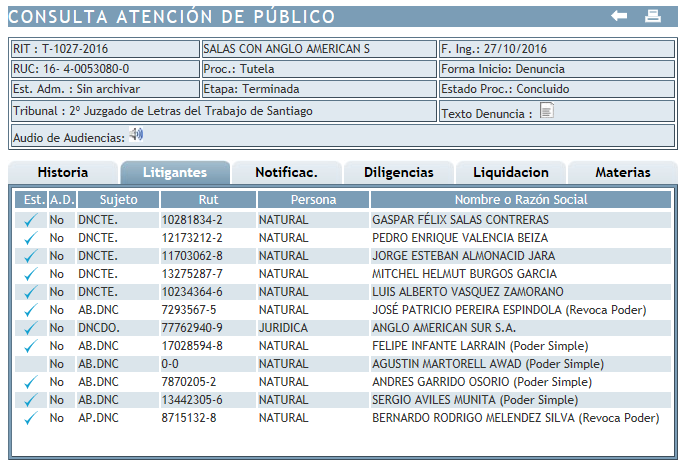 CONSULTA ATENCIÓN DE PÚBLICO
RIT : T-1027-2016 SALAS CON ANGLO AMERICAN S F. Ing.: 27/10/2016
RUC: 16- 4-0053080-0 Proc.: Tutela Forma Inicio: Denuncia
Est. Adm. : Sin archivar Etapa: Terminada Estado Proc.: Concluido
Tribunal : 2º Juzgado de Letras del Trabajo de Santiago Texto Denuncia :
Audio de Audiencias:
Historia Litigantes Notificac. Diligencias Liquidacion Materias
Est. A.D. Sujeto Rut Persona Nombre o Razón Social
No DNCTE. 10281834-2 NATURAL GASPAR FÉLIX SALAS CONTRERAS
No DNCTE. 12173212-2 NATURAL PEDRO ENRIQUE VALENCIA BEIZA
No DNCTE. 11703062-8 NATURAL JORGE ESTEBAN ALMONACID JARA
No DNCTE. 13275287-7 NATURAL MITCHEL HELMUT BURGOS GARCIA
No DNCTE. 10234364-6 NATURAL LUIS ALBERTO VASQUEZ ZAMORANO
No AB.DNC 7293567-5 NATURAL JOSÉ PATRICIO PEREIRA ESPINDOLA (Revoca Poder)
No DNCDO. 77762940-9 JURIDICA ANGLO AMERICAN SUR S.A.
No AB.DNC 17028594-8 NATURAL FELIPE INFANTE LARRAIN (Poder Simple)
No AB.DNC 0-0 NATURAL AGUSTIN MARTORELL AWAD (Poder Simple)
No AB.DNC 7870205-2 NATURAL ANDRES GARRIDO OSORIO (Poder Simple)
No AB.DNC 13442305-6 NATURAL SERGIO AVILES MUNITA (Poder Simple)
No AP.DNC 8715132-8 NATURAL BERNARDO RODRIGO MELENDEZ SILVA (Revoca Poder)